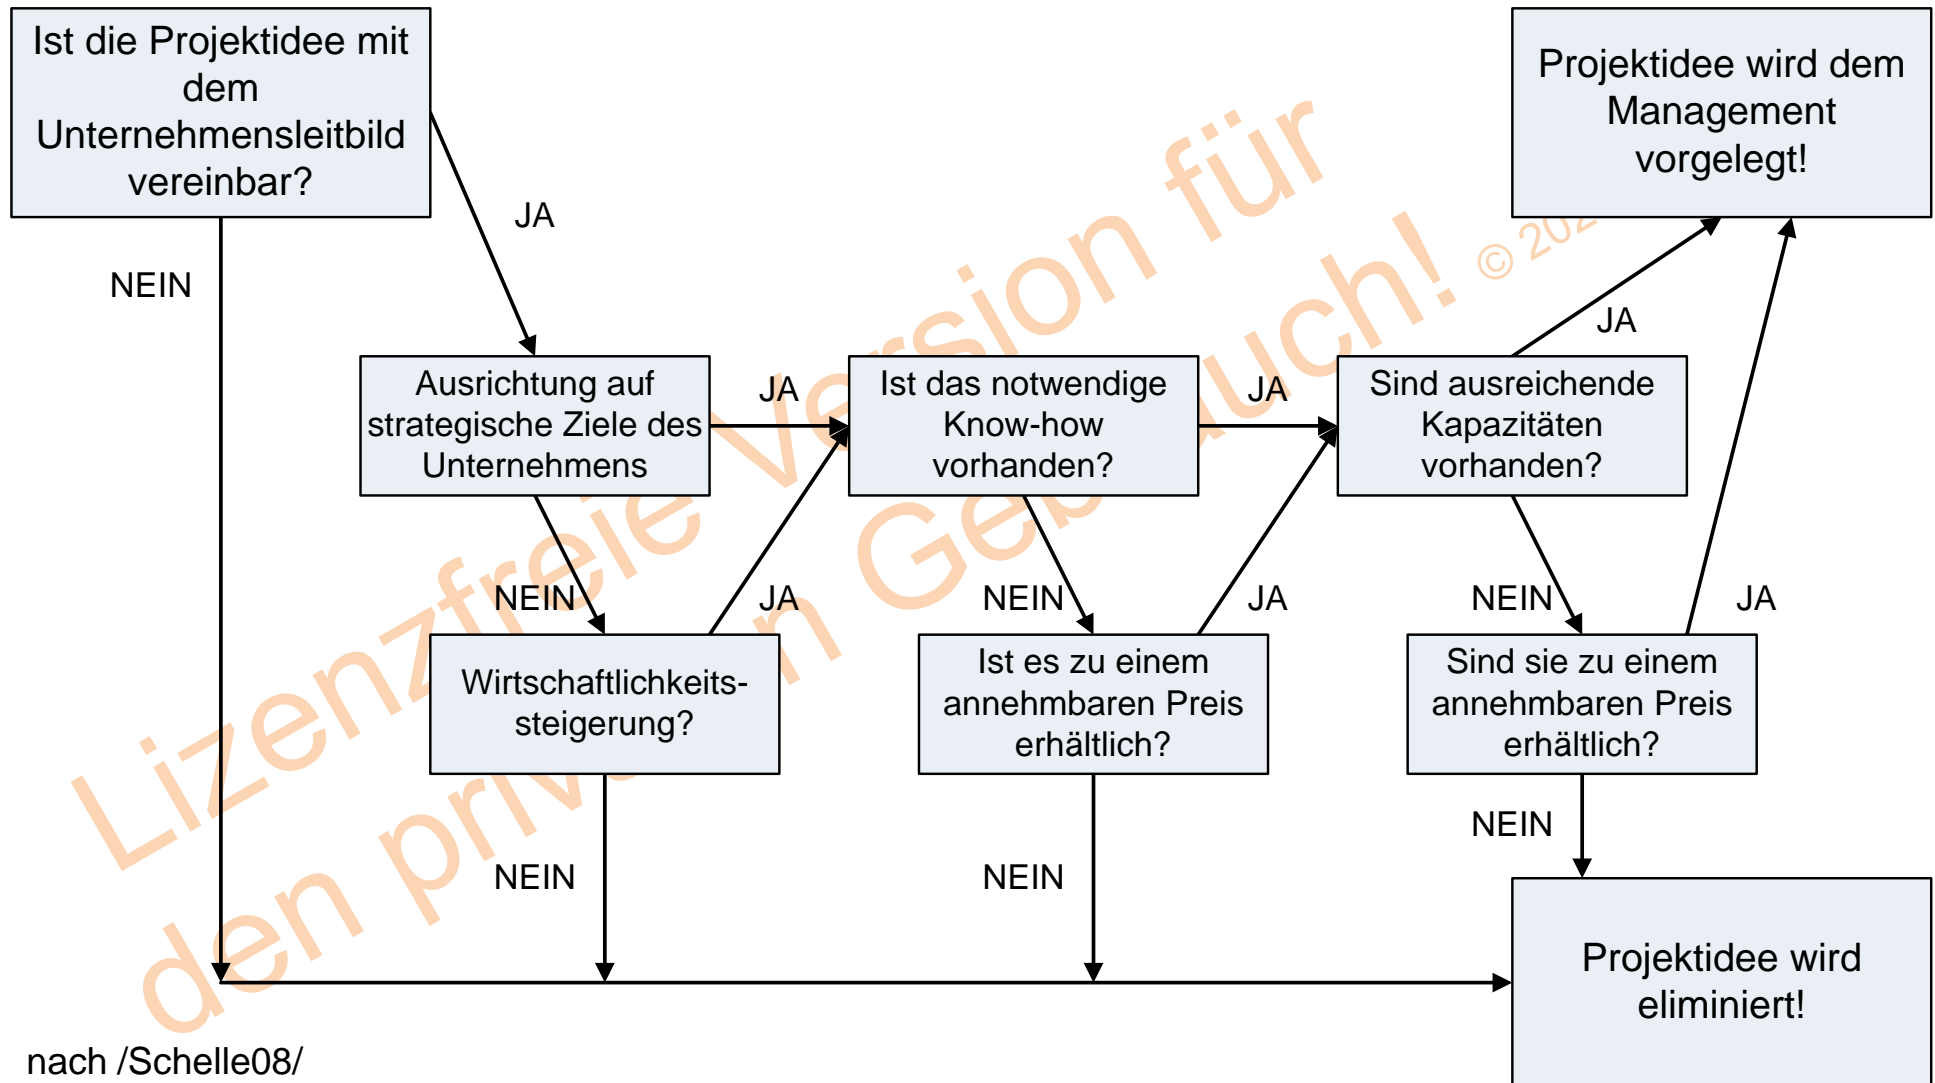 Ist die Projektidee mit
dem
Unternehmensleitbild
vereinbar?
Projektidee wird dem
Management
vorgelegt!
JA
NEIN
JA
Ausrichtung auf
strategische Ziele des
Unternehmens
JA
Ist das notwendige
Know-how
vorhanden?
JA
Sind ausreichende
Kapazitäten
vorhanden?
NEIN
JA
NEIN
JA
NEIN
JA
Wirtschaftlichkeits-
steigerung?
Ist es zu einem
annehmbaren Preis
erhältlich?
Sind sie zu einem
annehmbaren Preis
erhältlich?
NEIN
NEIN
NEIN
Projektidee wird
eliminiert!
nach /Schelle08/
Lizenzfreie Version für
den Gebrauch! ©